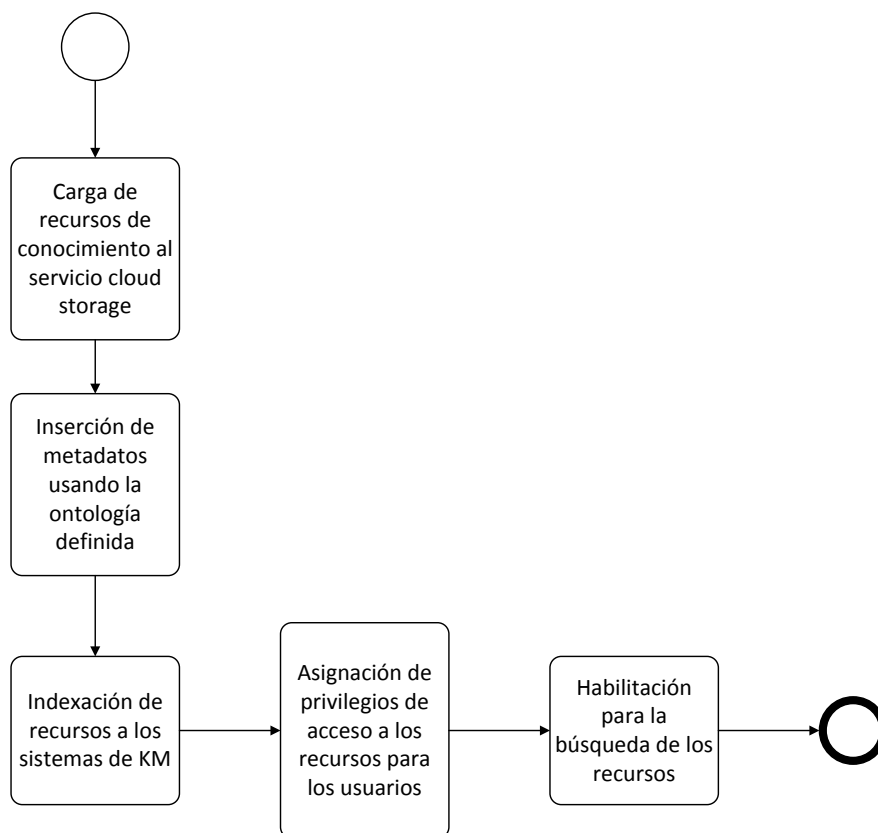 Carga de
recursos de
conocimiento al
servicio cloud
storage
Inserción de
metadatos
usando la
ontología
definida
Indexación de
recursos a los
sistemas de KM
Asignación de
privilegios de
acceso a los
recursos para
los usuarios
Habilitación
para la
búsqueda de los
recursos